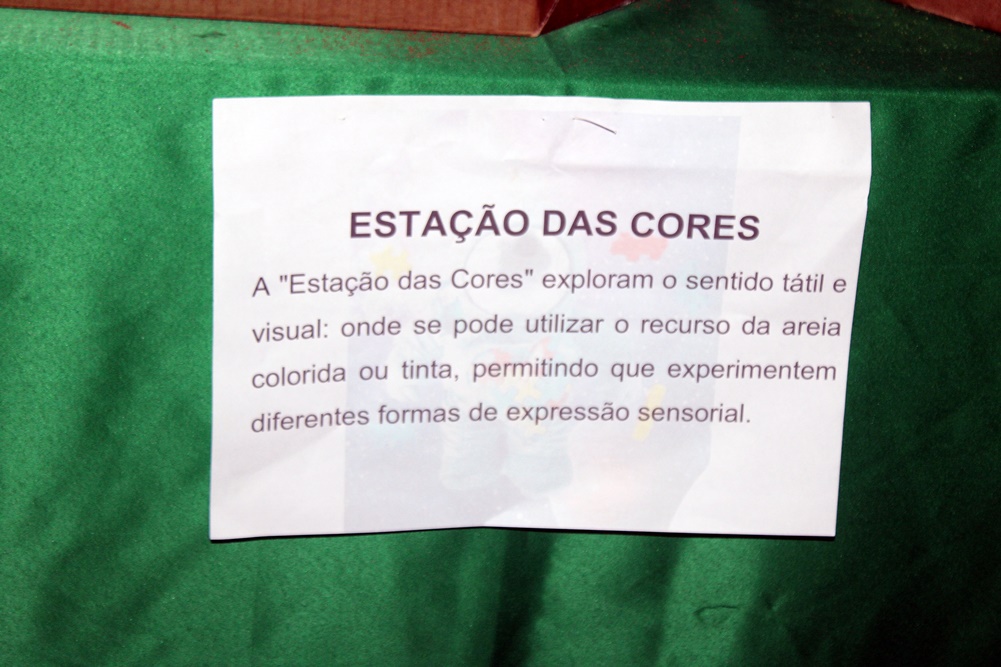 ESTAÇÃO DAS CORES
A "Estação das Cores" exploram o sentido tátil e
visual: onde se pode utilizar o recurso da areia
colorida ou tinta, permitindo que experimentem
diferentes formas de expressão sensorial.